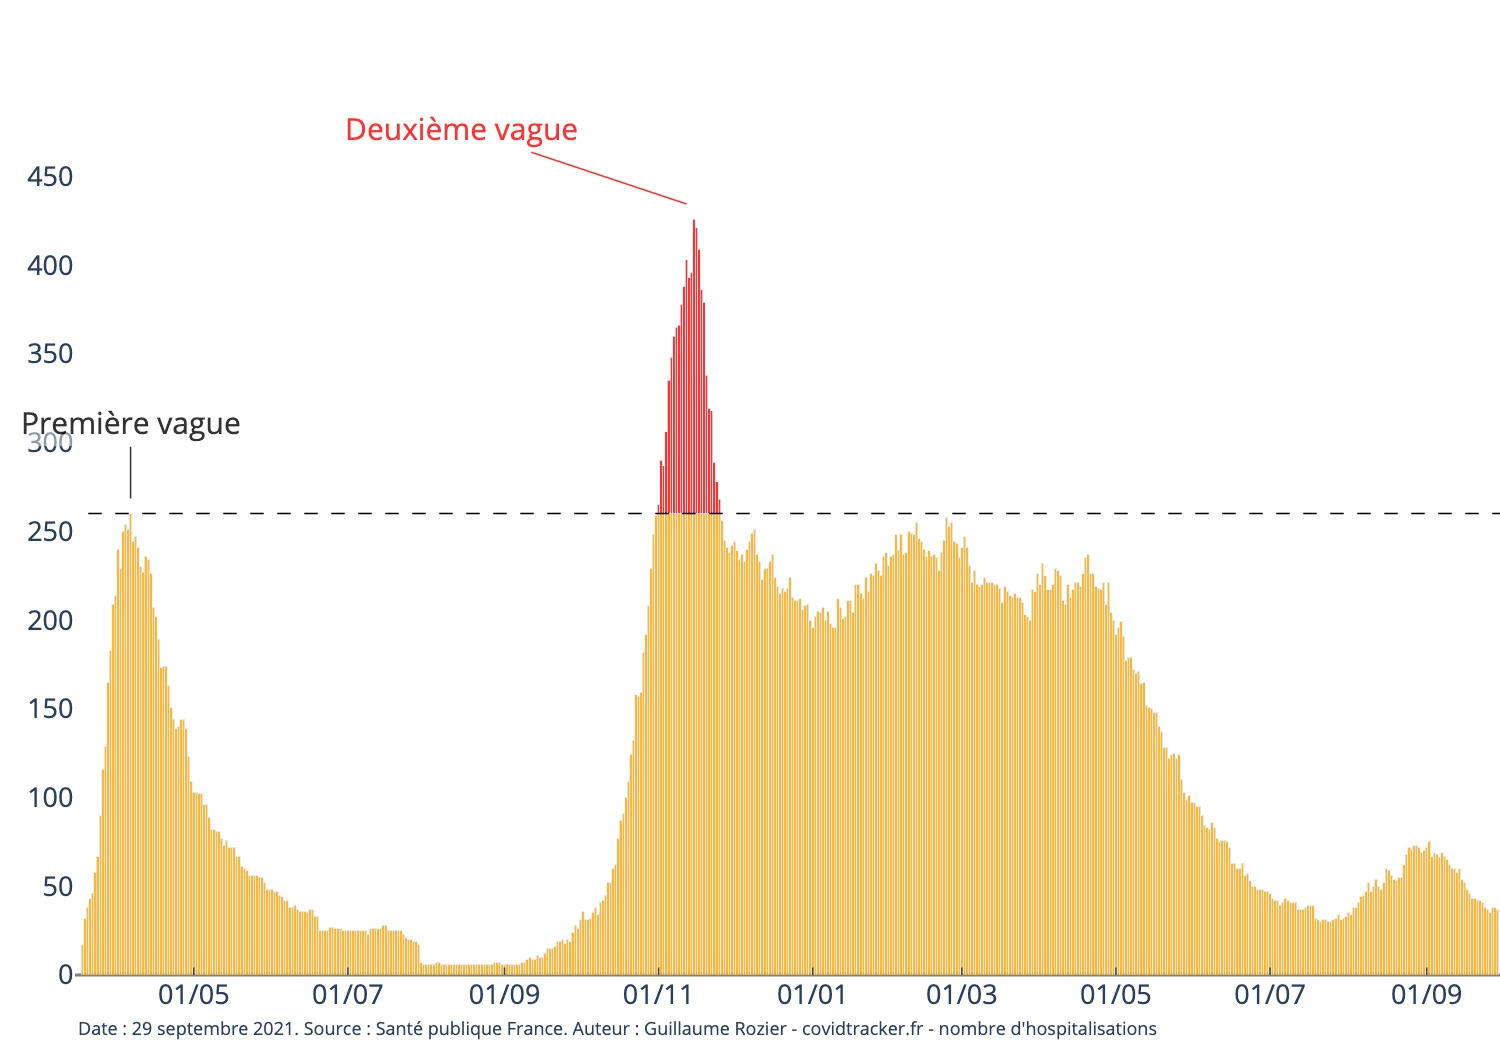 Deuxième vague
450
400
350
Première vague
300
250
200
150
100
50
0
01/05 01/07 01/09 01/11 01/01 01/03 01/05 01/07 01/09
Date : 29 septembre 2021. Source : Santé publique France. Auteur : Guillaume Rozier - covidtracker.fr - nombre d'hospitalisations